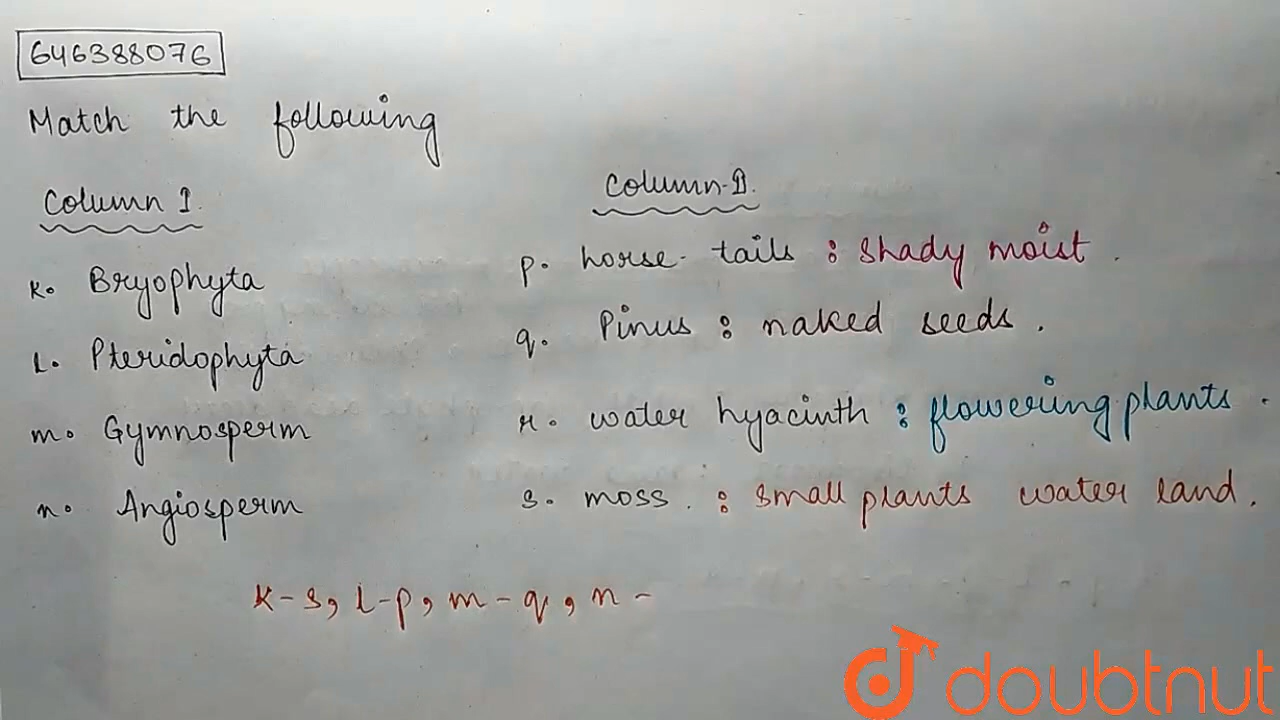 646388076
Match the following
Column I.
Column-II.
K. Bryophyta
p. horse-tails : shady moist.
L. Pteridophyta
q. Pinus : naked seeds.
m. Gymnosperm
r. water hyacinth : flowering plants.
n. Angiosperm
s. moss. : small plants water land.
K-s, l-p, m-q, n-
doubtnut